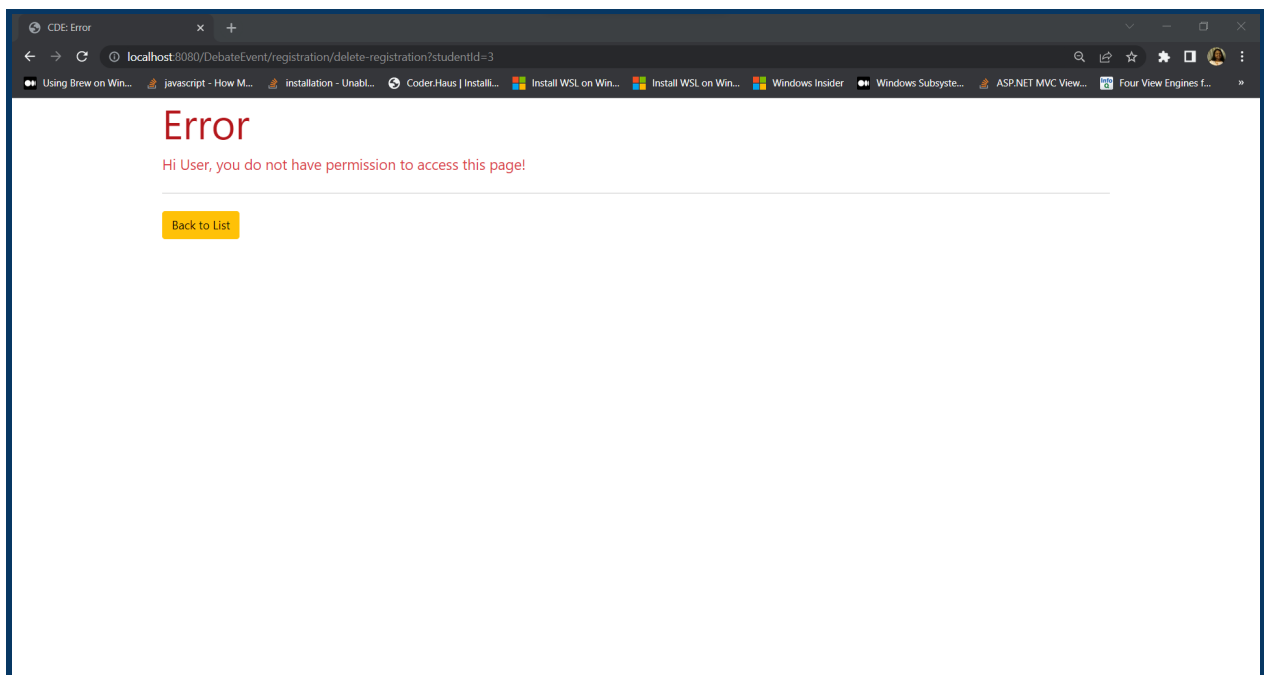 CDE: Error
localhost:8080/DebateEvent/registration/delete-registration?studentId=3
Using Brew on Win... javascript - How M... installation - Unabl... Coder.Haus | Installi... Install WSL on Win... Install WSL on Win... Windows Insider Windows Subsyste... ASP.NET MVC View... Four View Engines f... »
Error
Hi User, you do not have permission to access this page!
Back to List